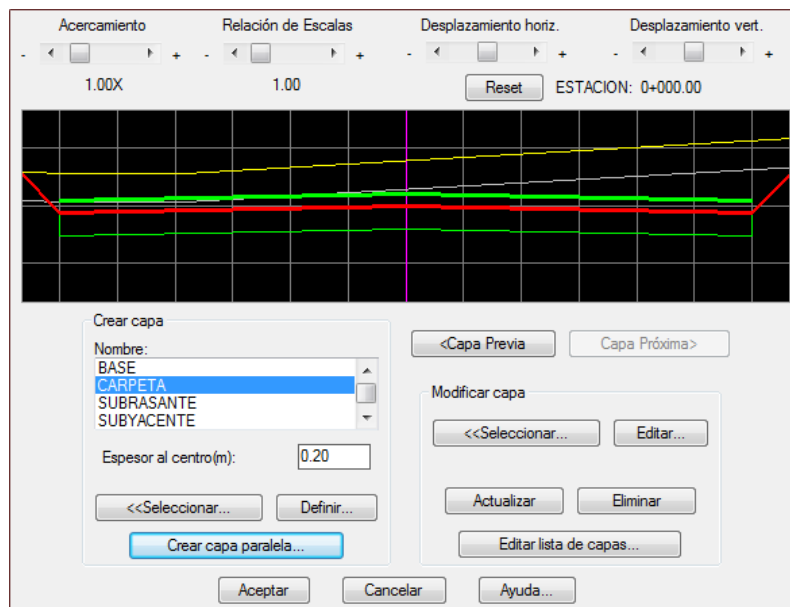 Acercamiento Relación de Escalas Desplazamiento horiz. Desplazamiento vert.
- + - + - + - +
1.00X 1.00 Reset ESTACION: 0+000.00
Crear capa
Nombre:
BASE
CARPETA
SUBRASANTE
SUBYACENTE
Espesor al centro(m): 0.20
<<Seleccionar... Definir...
Crear capa paralela...
<Capa Previa Capa Próxima>
Modificar capa
<<Seleccionar... Editar...
Actualizar Eliminar
Editar lista de capas...
Aceptar Cancelar Ayuda...